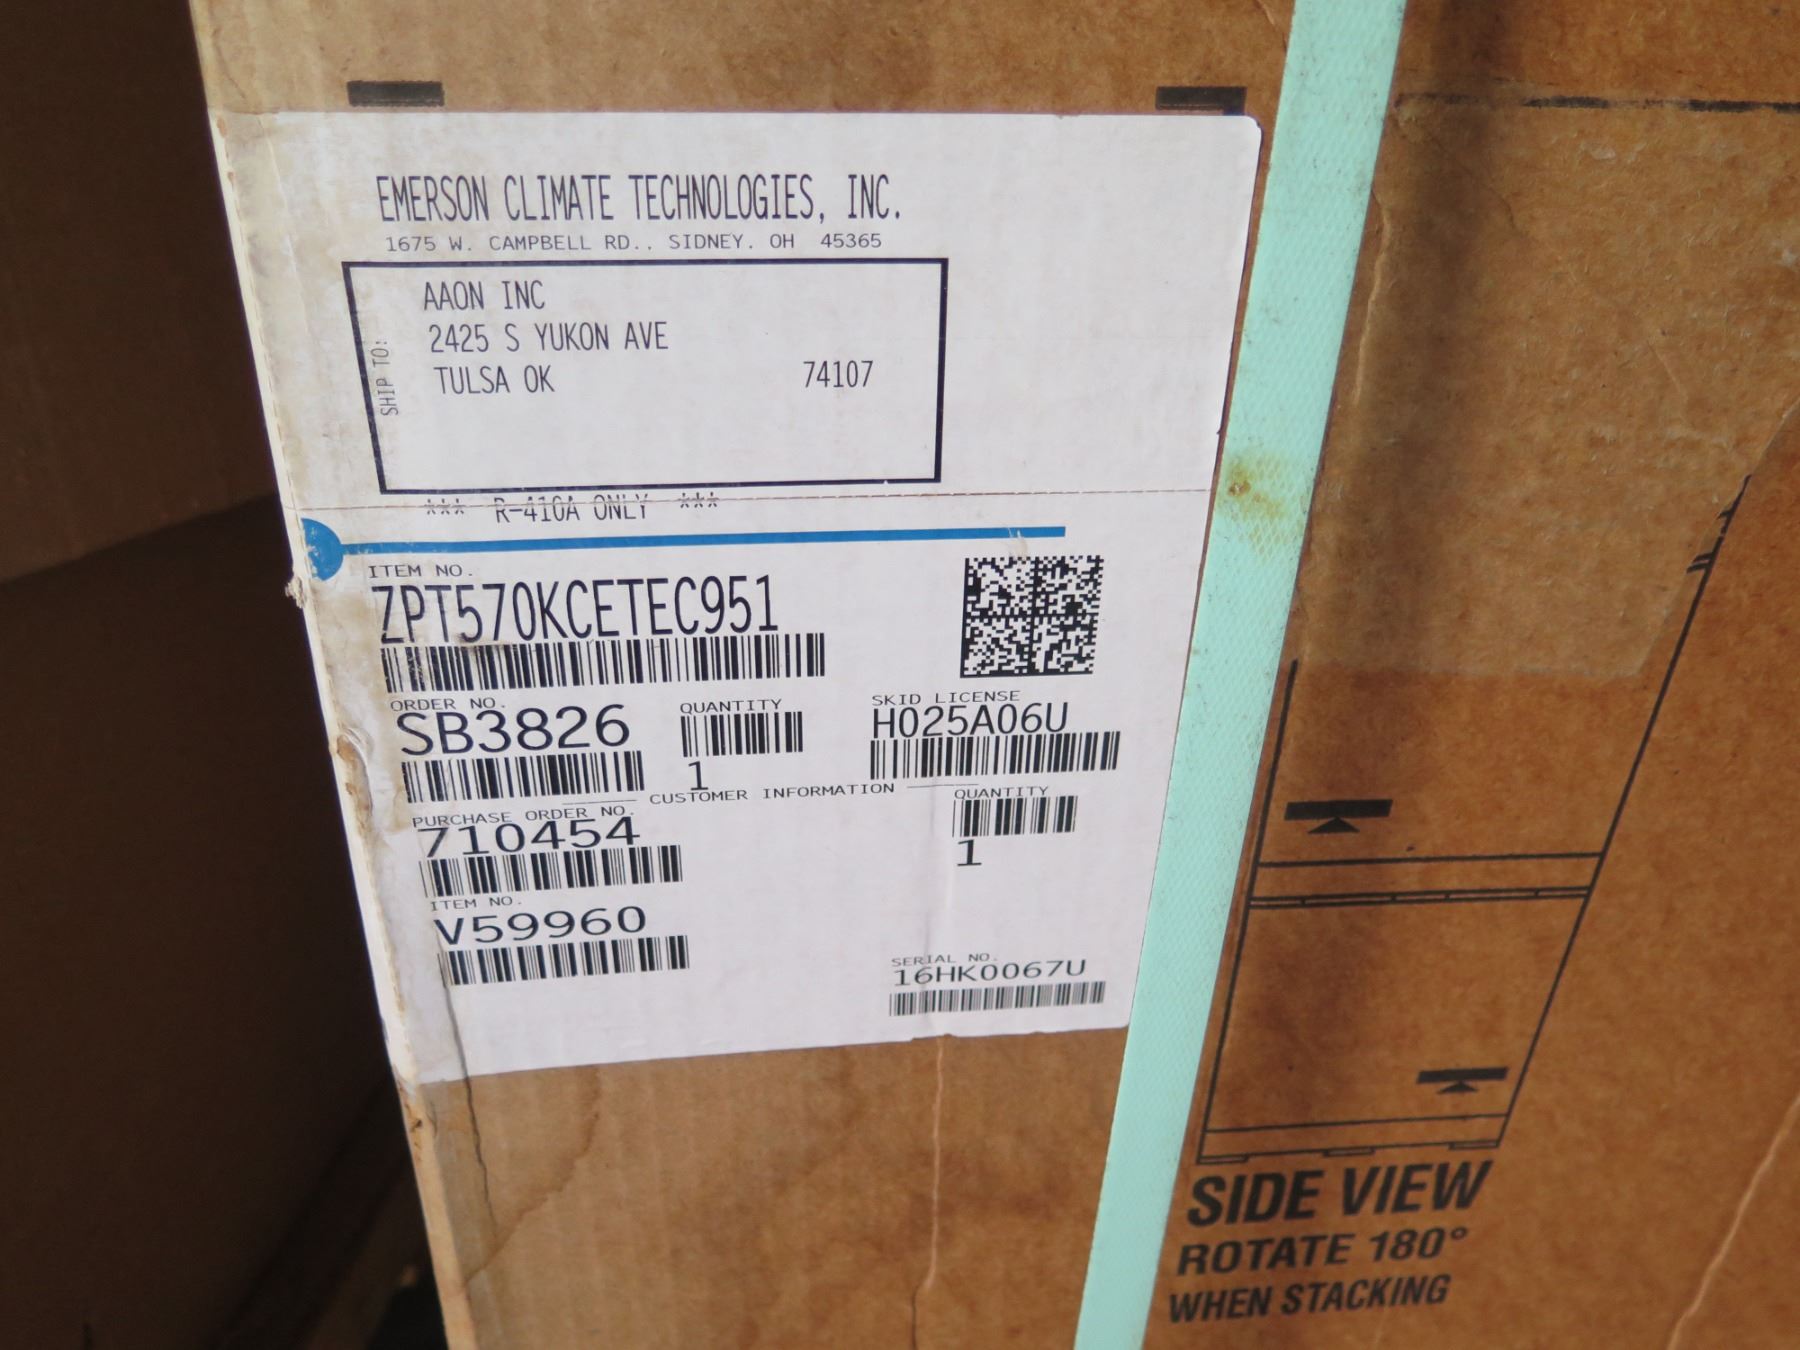 EMERSON CLIMATE TECHNOLOGIES, INC.
1675 W. CAMPBELL RD., SIDNEY, OH 45365
SHIP TO:
AAON INC
2425 S YUKON AVE
TULSA OK 74107
*** R-410A ONLY ***
ITEM NO.
ZPT570KCETEC951
ORDER NO.
SB3826
QUANTITY
1
SKID LICENSE
H025A06U
CUSTOMER INFORMATION
PURCHASE ORDER NO.
710454
QUANTITY
1
ITEM NO.
V59960
SERIAL NO.
16HK0067U
SIDE VIEW
ROTATE 180°
WHEN STACKING